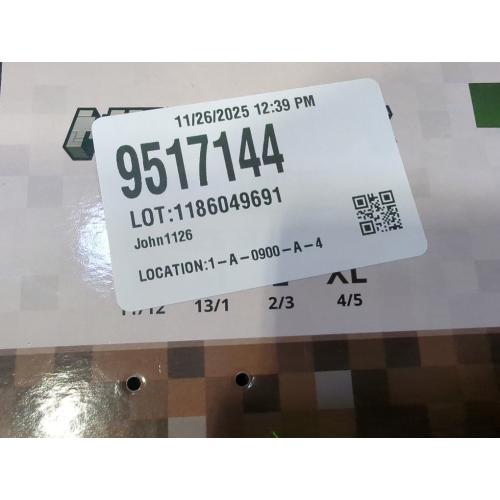 11/26/2025 12:39 PM
9517144
LOT:1186049691
John1126
LOCATION:1-A-0900-A-4
XL
11/12 13/1 2/3 4/5